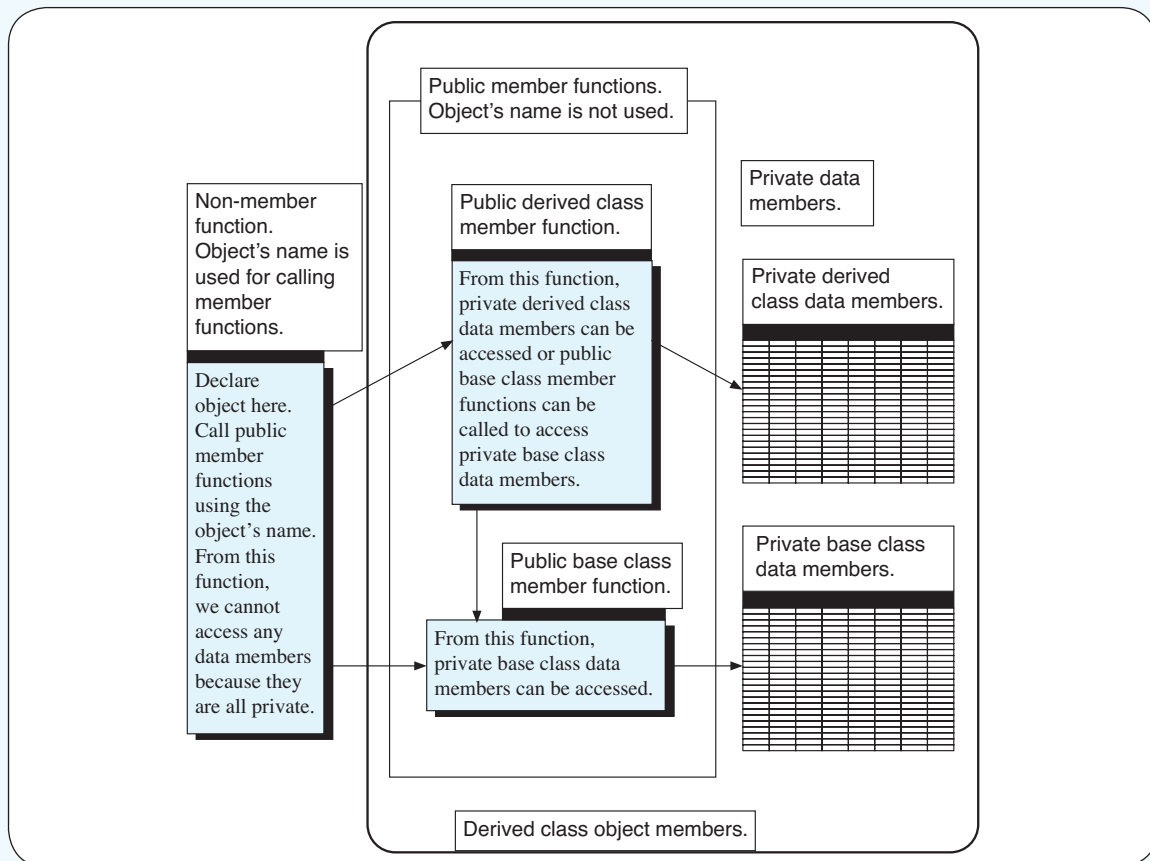 Public member functions.
Object's name is not used.
Non-member
function.
Object's name is
used for calling
member
functions.
Declare
object here.
Call public
member
functions
using the
object's name.
From this
function,
we cannot
access any
data members
because they
are all private.
Public derived class
member function.
From this function,
private derived class
data members can be
accessed or public
base class member
functions can be
called to access
private base class
data members.
Public base class
member function.
From this function,
private base class data
members can be accessed.
Private data
members.
Private derived
class data members.
Private base class
data members.
Derived class object members.